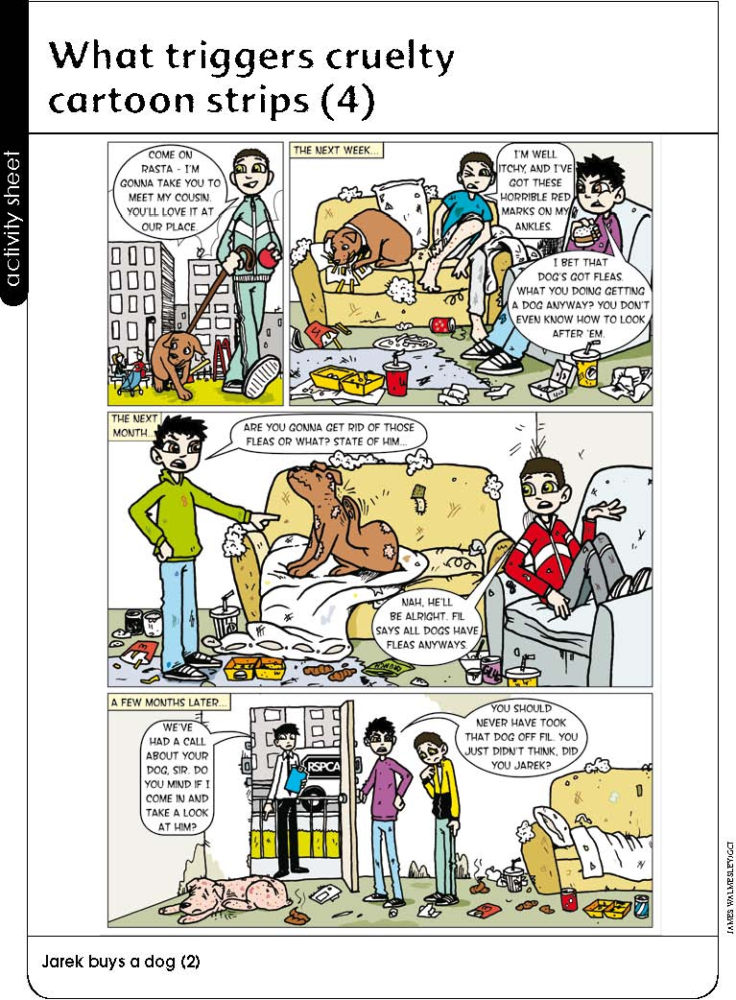 What triggers cruelty
cartoon strips (4)
activity sheet
COME ON
RASTA - I'M
GONNA TAKE YOU TO
MEET MY COUSIN.
YOU'LL LOVE IT AT
OUR PLACE.
THE NEXT WEEK...
I'M WELL
ITCHY, AND I'VE
GOT THESE
HORRIBLE RED
MARKS ON MY
ANKLES.
I BET THAT
DOG'S GOT FLEAS.
WHAT YOU DOING GETTING
A DOG ANYWAY? YOU DON'T
EVEN KNOW HOW TO LOOK
AFTER 'EM.
THE NEXT
MONTH...
ARE YOU GONNA GET RID OF THOSE
FLEAS OR WHAT? STATE OF HIM...
NAH, HE'LL
BE ALRIGHT. FIL
SAYS ALL DOGS HAVE
FLEAS ANYWAYS.
A FEW MONTHS LATER...
WE'VE
HAD A CALL
ABOUT YOUR
DOG, SIR. DO
YOU MIND IF I
COME IN AND
TAKE A LOOK
AT HIM?
RSPCA
YOU SHOULD
NEVER HAVE TOOK
THAT DOG OFF FIL. YOU
JUST DIDN'T THINK, DID
YOU JAREK?
JAMES WALMESLEY/GCT
Jarek buys a dog (2)